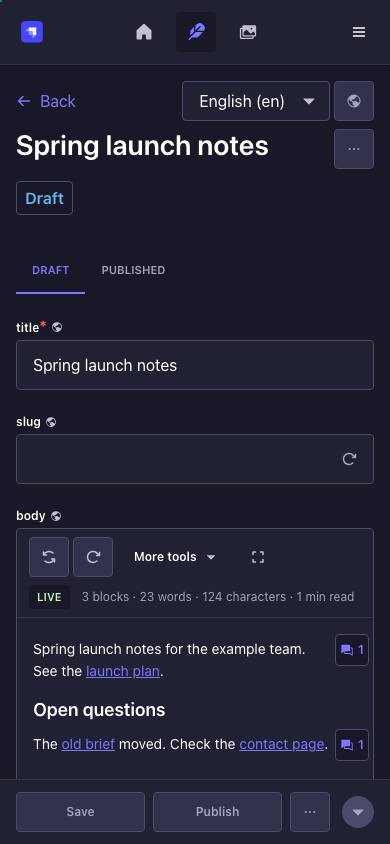 Back
English (en)
Spring launch notes
Draft
DRAFT
PUBLISHED
title*
Spring launch notes
slug
body
More tools
LIVE
3 blocks · 23 words · 124 characters · 1 min read
Spring launch notes for the example team.
1
See the launch plan.
Open questions
The old brief moved. Check the contact page.
1
Save
Publish